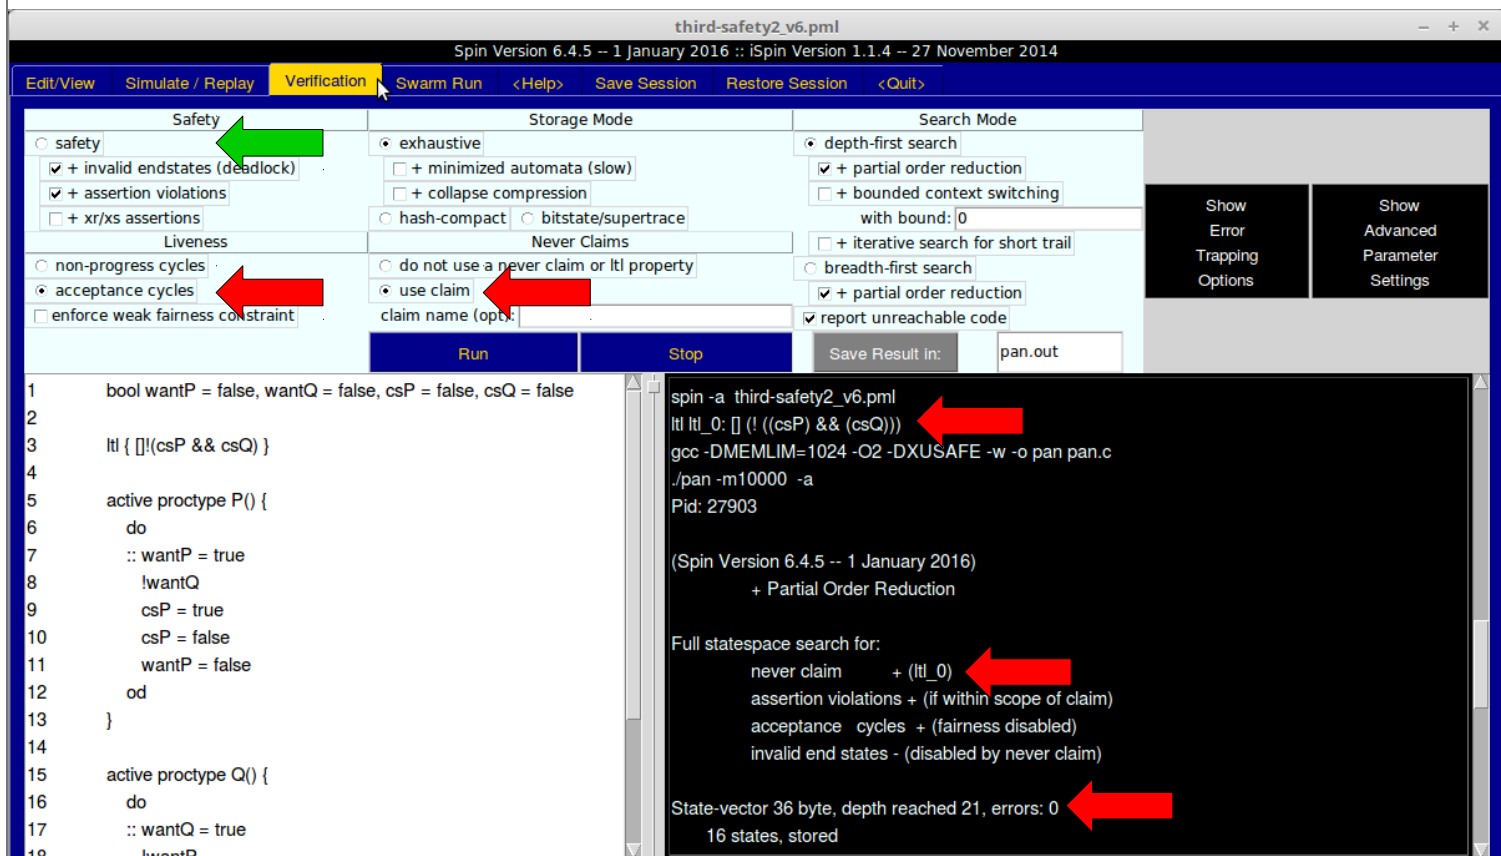 third-safety2_v6.pml
Spin Version 6.4.5 -- 1 January 2016 :: iSpin Version 1.1.4 -- 27 November 2014
Edit/View Simulate / Replay Verification Swarm Run <Help> Save Session Restore Session <Quit>
Safety
safety
+ invalid endstates (deadlock)
+ assertion violations
+ xr/xs assertions
Liveness
non-progress cycles
acceptance cycles
enforce weak fairness constraint
Storage Mode
exhaustive
+ minimized automata (slow)
+ collapse compression
hash-compact bitstate/supertrace
Never Claims
do not use a never claim or ltl property
use claim
claim name (opt):
Run Stop
Search Mode
depth-first search
+ partial order reduction
+ bounded context switching
with bound: 0
+ iterative search for short trail
breadth-first search
+ partial order reduction
report unreachable code
Save Result in: pan.out
Show
Error
Trapping
Options
Show
Advanced
Parameter
Settings
1 bool wantP = false, wantQ = false, csP = false, csQ = false
2
3 ltl { []!(csP && csQ) }
4
5 active proctype P() {
6 do
7 :: wantP = true
8 !wantQ
9 csP = true
10 csP = false
11 wantP = false
12 od
13 }
14
15 active proctype Q() {
16 do
17 :: wantQ = true
18 !wantP
spin -a third-safety2_v6.pml
ltl ltl_0: [] (! ((csP) && (csQ)))
gcc -DMEMLIM=1024 -O2 -DXUSAFE -w -o pan pan.c
./pan -m10000 -a
Pid: 27903
(Spin Version 6.4.5 -- 1 January 2016)
+ Partial Order Reduction
Full statespace search for:
never claim + (ltl_0)
assertion violations + (if within scope of claim)
acceptance cycles + (fairness disabled)
invalid end states - (disabled by never claim)
State-vector 36 byte, depth reached 21, errors: 0
16 states, stored